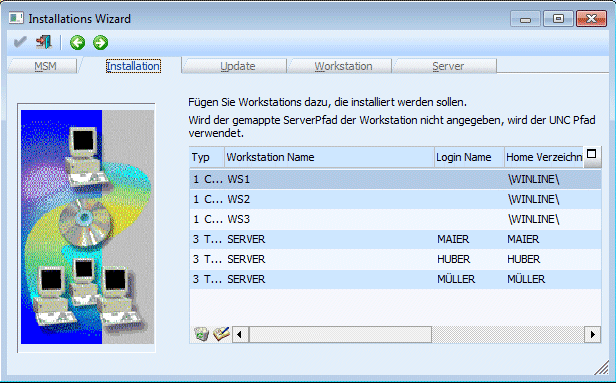 Installations Wizard
MSM Installation Update Workstation Server
Fügen Sie Workstations dazu, die installiert werden sollen.
Wird der gemappte ServerPfad der Workstation nicht angegeben, wird der UNC Pfad
verwendet.
Typ Workstation Name Login Name Home Verzeichn
1 C... WS1 \WINLINE\
1 C... WS2 \WINLINE\
1 C... WS3 \WINLINE\
3 T... SERVER MAIER MAIER
3 T... SERVER HUBER HUBER
3 T... SERVER MÜLLER MÜLLER